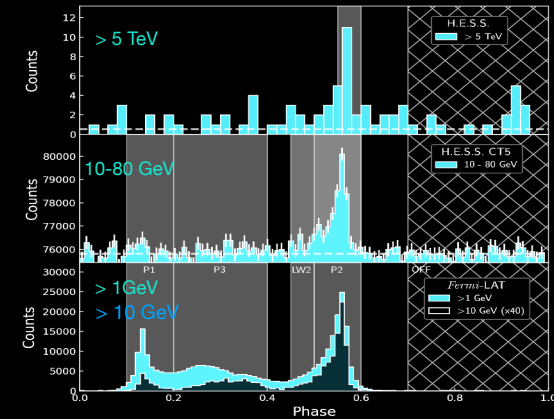 H.E.S.S.
> 5 TeV
> 5 TeV
Counts
12
10
8
6
4
2
0
H.E.S.S. CT5
10 - 80 GeV
10-80 GeV
Counts
80000
79000
78000
77000
76000
P1
P3
LW2
P2
OFF
Fermi-LAT
>1 GeV
>10 GeV (x40)
> 1GeV
> 10 GeV
Counts
30000
25000
20000
15000
10000
5000
0
0.0
0.2
0.4
0.6
0.8
1.0
Phase